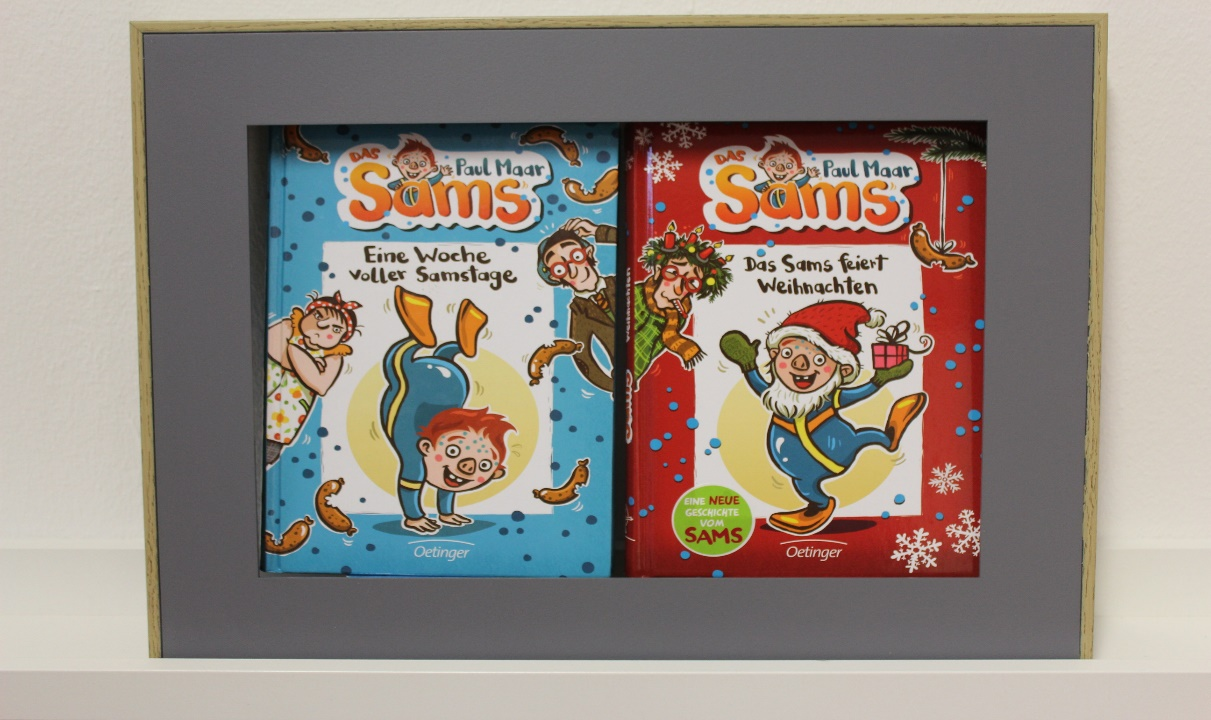 DAS
Paul Maar
Sams
Eine Woche
voller Samstage
Oetinger
DAS
Paul Maar
Sams
Das Sams feiert
Weihnachten
EINE NEUE
GESCHICHTE
VOM
SAMS
Oetinger
Weihnachten